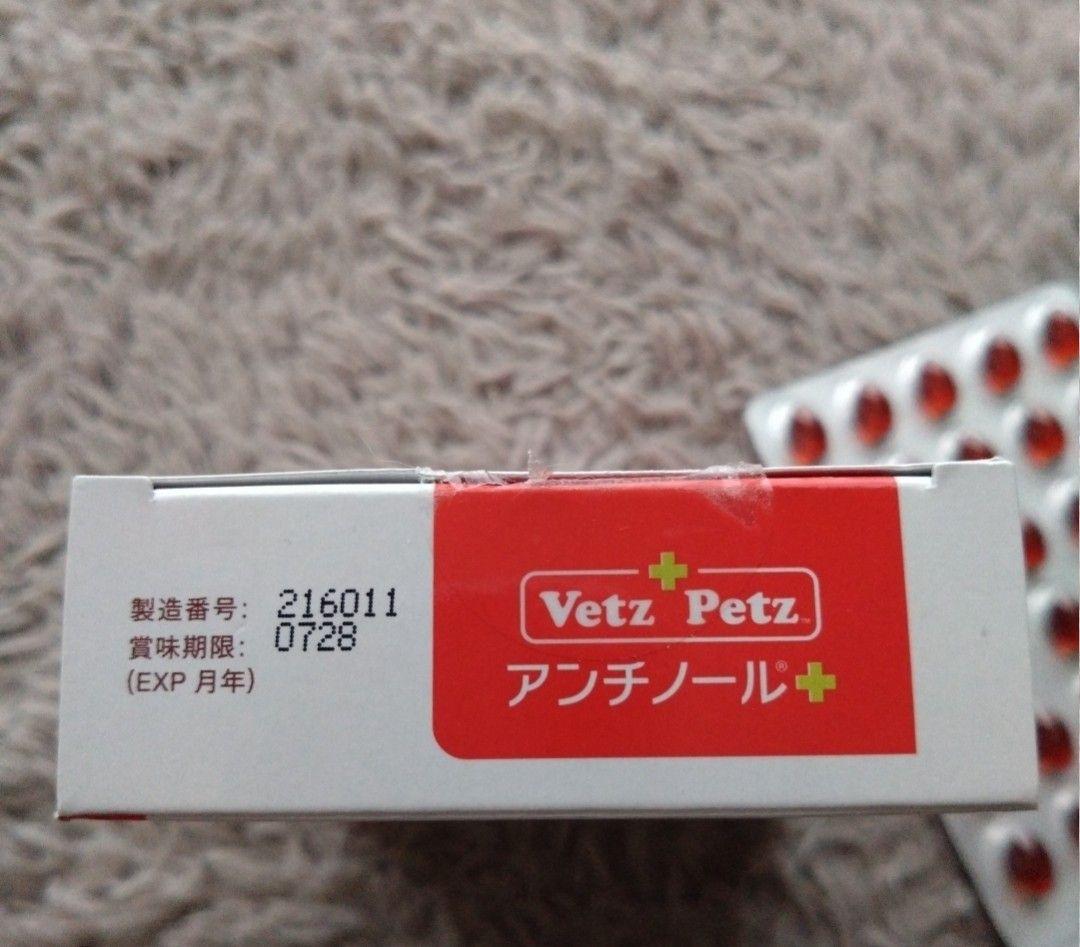 製造番号: 216011
賞味期限: 0728
(EXP 月年)
Vetz Petz™
アンチノール®